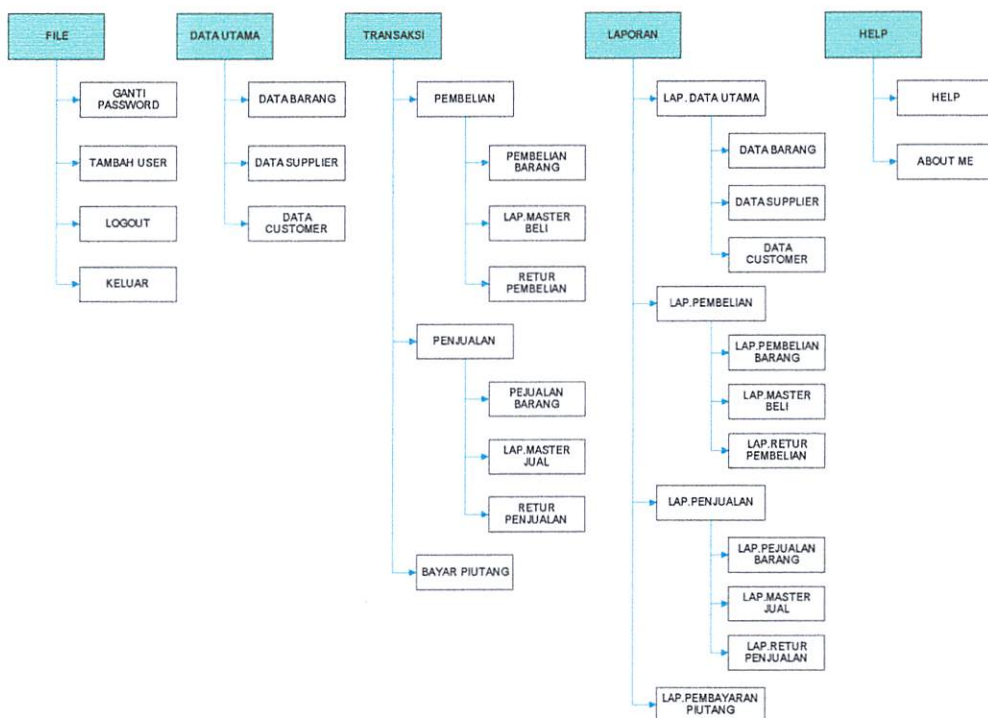 FILE
GANTI
PASSWORD
TAMBAH USER
LOGOUT
KELUAR
DATA UTAMA
DATA BARANG
DATA SUPPLIER
DATA
CUSTOMER
TRANSAKSI
PEMBELIAN
PEMBELIAN
BARANG
LAP.MASTER
BELI
RETUR
PEMBELIAN
PENJUALAN
PEJUALAN
BARANG
LAP.MASTER
JUAL
RETUR
PENJUALAN
BAYAR PIUTANG
LAPORAN
LAP. DATA UTAMA
DATA BARANG
DATA SUPPLIER
DATA
CUSTOMER
LAP.PEMBELIAN
LAP.PEMBELIAN
BARANG
LAP.MASTER
BELI
LAP.RETUR
PEMBELIAN
LAP.PENJUALAN
LAP.PEJUALAN
BARANG
LAP.MASTER
JUAL
LAP.RETUR
PENJUALAN
LAP.PEMBAYARAN
PIUTANG
HELP
HELP
ABOUT ME